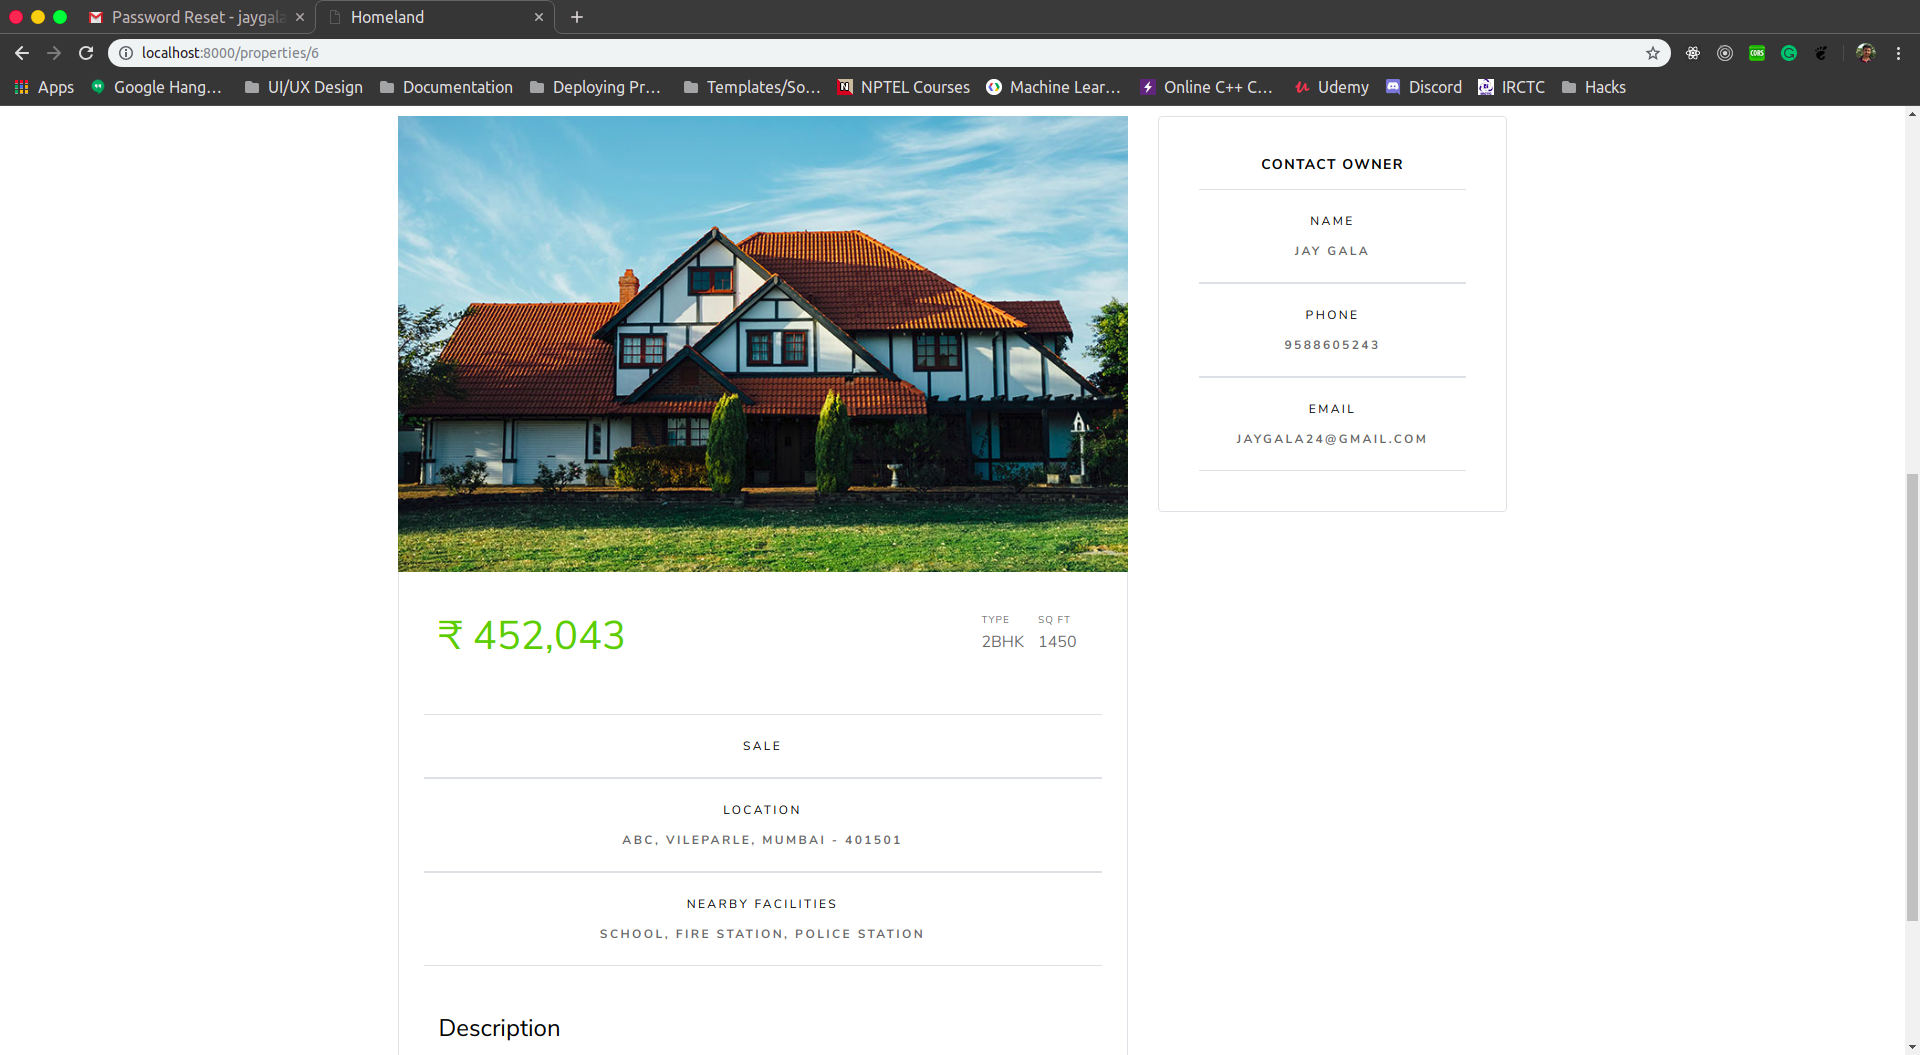 Password Reset - jaygala
Homeland
localhost:8000/properties/6
Apps
Google Hang...
UI/UX Design
Documentation
Deploying Pr...
Templates/So...
NPTEL Courses
Machine Lear...
Online C++ C...
Udemy
Discord
IRCTC
Hacks
CONTACT OWNER
NAME
JAY GALA
PHONE
9588605243
EMAIL
JAYGALA24@GMAIL.COM
₹ 452,043
TYPE
2BHK
SQ FT
1450
SALE
LOCATION
ABC, VILEPARLE, MUMBAI - 401501
NEARBY FACILITIES
SCHOOL, FIRE STATION, POLICE STATION
Description